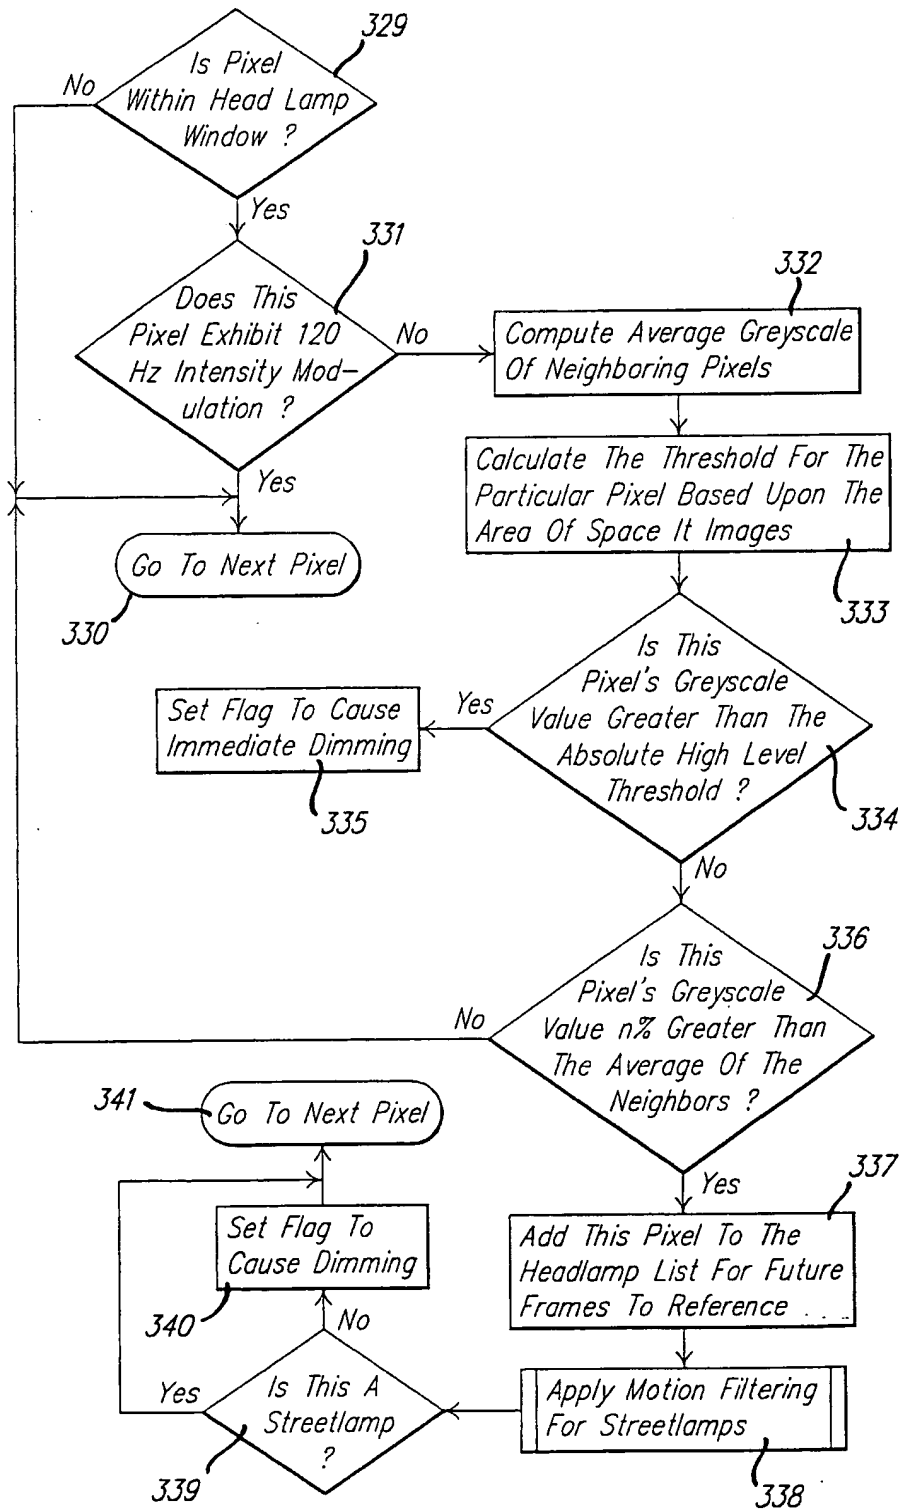 329
Is Pixel
Within Head Lamp
Window ?
No
Yes
331
Does This
Pixel Exhibit 120
Hz Intensity Mod-
ulation ?
No
Yes
332
Compute Average Greyscale
Of Neighboring Pixels
Calculate The Threshold For The
Particular Pixel Based Upon The
Area Of Space It Images
333
Go To Next Pixel
330
Is This
Pixel's Greyscale
Value Greater Than The
Absolute High Level
Threshold ?
334
Yes
Set Flag To Cause
Immediate Dimming
335
No
336
Is This
Pixel's Greyscale
Value n% Greater Than
The Average Of The
Neighbors ?
No
Yes
337
Add This Pixel To The
Headlamp List For Future
Frames To Reference
Apply Motion Filtering
For Streetlamps
338
Is This A
Streetlamp
?
339
Yes
No
Set Flag To
Cause Dimming
340
341
Go To Next Pixel